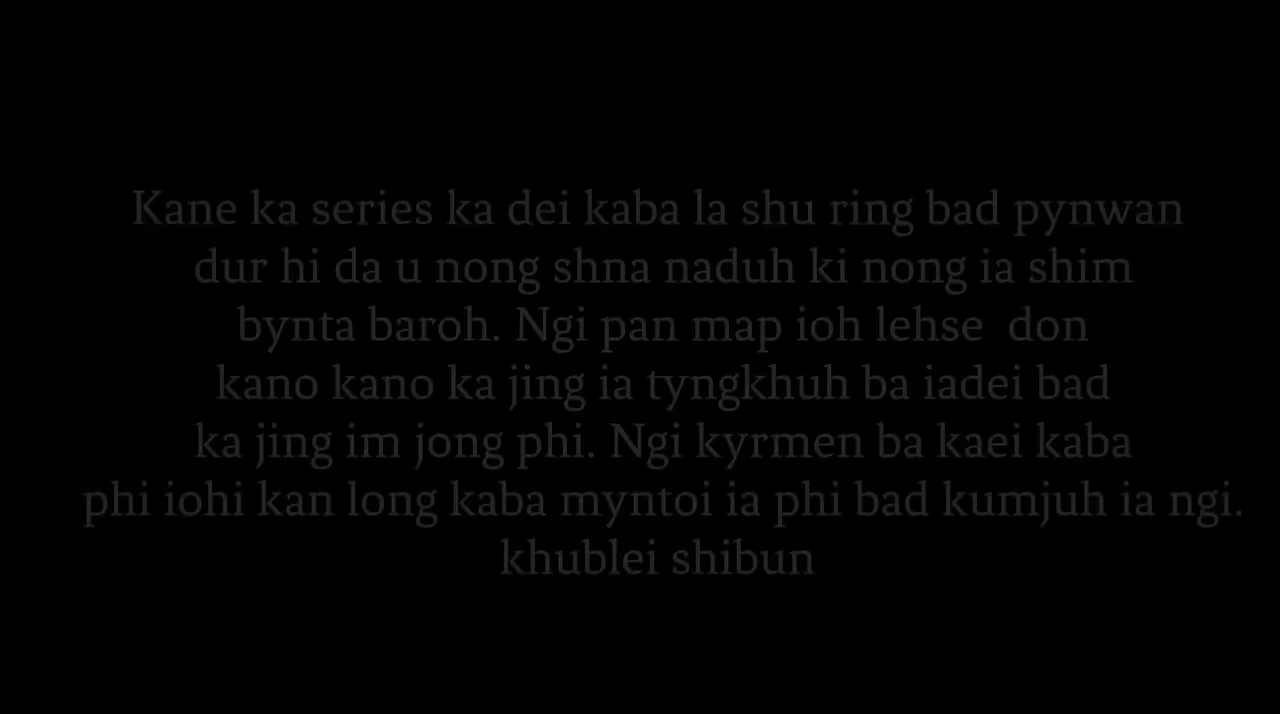 Kane ka series ka dei kaba la shu ring bad pynwan
dur hi da u nong shna naduh ki nong ia shim
bynta baroh. Ngi pan map ioh lehse  don
kano kano ka jing ia tyngkhuh ba iadei bad
ka jing im jong phi. Ngi kyrmen ba kaei kaba
phi iohi kan long kaba myntoi ia phi bad kumjuh ia ngi.
khublei shibun